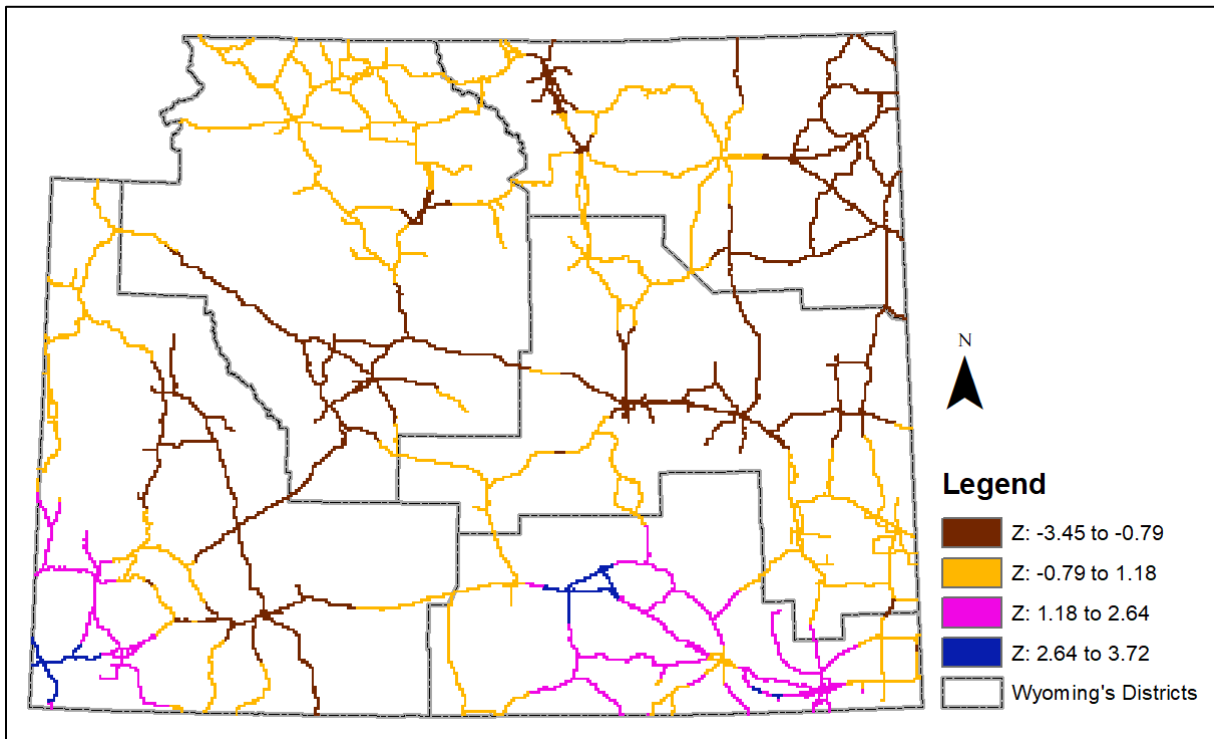 N
Legend
Z: -3.45 to -0.79
Z: -0.79 to 1.18
Z: 1.18 to 2.64
Z: 2.64 to 3.72
Wyoming's Districts